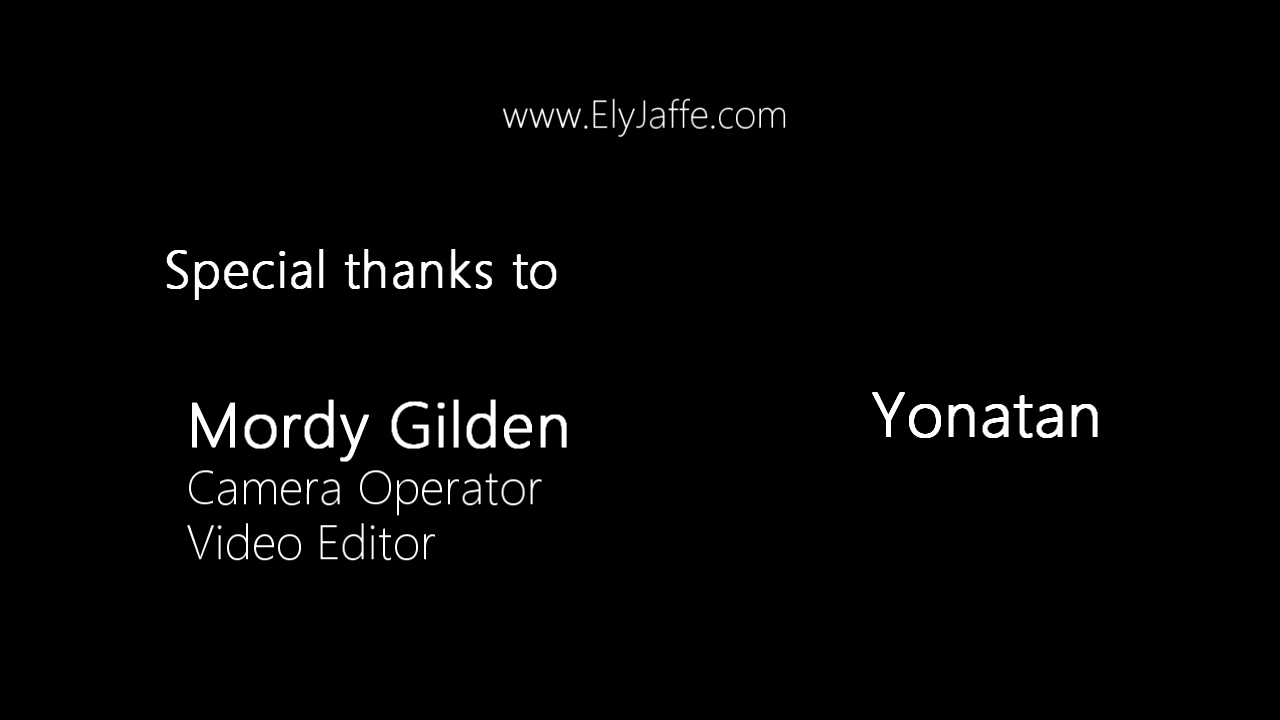 www.ElyJaffe.com
Special thanks to
Mordy Gilden
Camera Operator
Video Editor
Yonatan